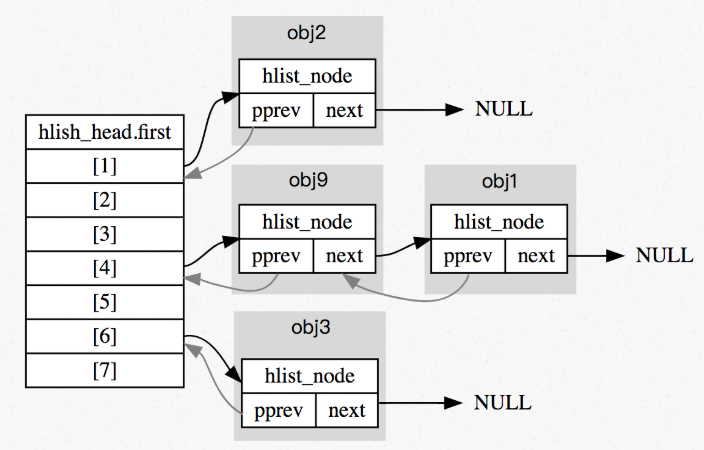 obj2
hlist_node
pprev next NULL
hlish_head.first
[1]
[2]
[3]
[4]
[5]
[6]
[7]
obj9
hlist_node
pprev next
obj1
hlist_node
pprev next NULL
obj3
hlist_node
pprev next NULL